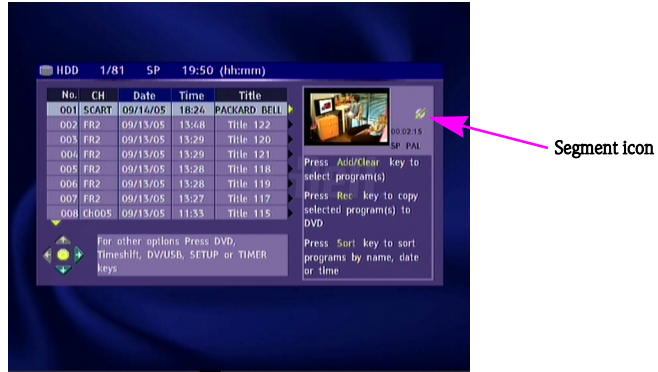 HDD 1/81 SP 19:50 (hh:mm)
No. CH Date Time Title
001 SCART 09/14/05 18:24 PACKARD BELL
002 FR2 09/13/05 13:48 Title 122
003 FR2 09/13/05 13:29 Title 120
004 FR2 09/13/05 13:29 Title 121
005 FR2 09/13/05 13:28 Title 118
006 FR2 09/13/05 13:28 Title 119
007 FR2 09/13/05 13:27 Title 117
008 Ch005 09/13/05 11:33 Title 115
For other options Press DVD,
Timeshift, DV/USB, SETUP or TIMER
keys
00:02:15
SP PAL
Press Add/Clear key to
select program(s)
Press Rec key to copy
selected program(s) to
DVD
Press Sort key to sort
programs by name, date
or time
Segment icon